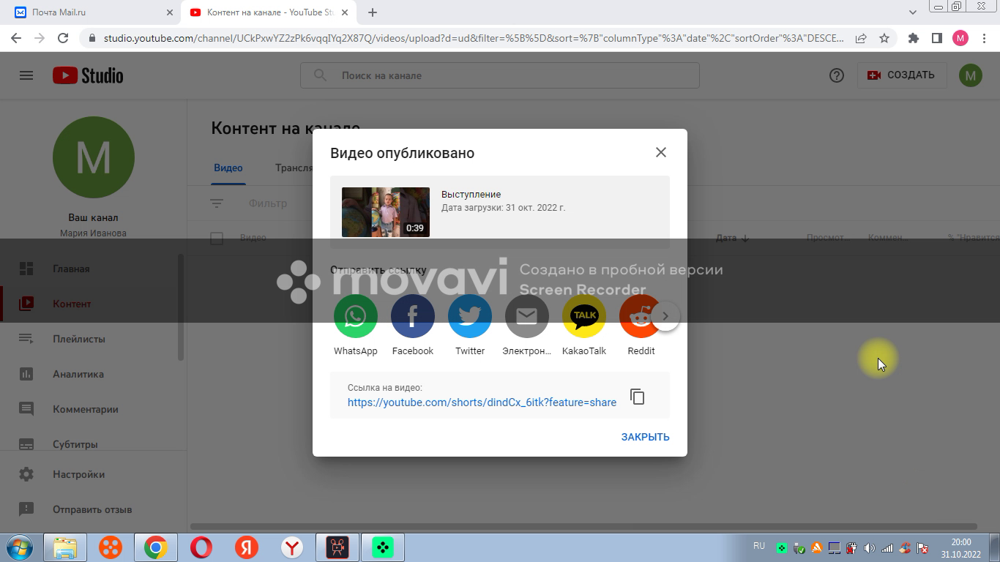 Почта Mail.ru
Контент на канале - YouTube Stu
studio.youtube.com/channel/UCkPxwYZ2zPk6vqqIYq2X87Q/videos/upload?d=ud&filter=%5B%5D&sort=%7B"columnType"%3A"date"%2C"sortOrder"%3A"DESCE...
M
Studio
Поиск на канале
СОЗДАТЬ
M
M
Ваш канал
Мария Иванова
Главная
Контент
Плейлисты
Аналитика
Комментарии
Субтитры
Настройки
Отправить отзыв
Контент на канале
Видео
Трансля
Фильтр
Видео
Дата
Просмот...
Коммен...
% "Нравится
Видео опубликовано
0:39
Выступление
Дата загрузки: 31 окт. 2022 г.
Отправить ссылку
movavi
Создано в пробной версии
Screen Recorder
TALK
WhatsApp
Facebook
Twitter
Электрон...
KakaoTalk
Reddit
Ссылка на видео:
https://youtube.com/shorts/dindCx_6itk?feature=share
ЗАКРЫТЬ
RU
20:00
31.10.2022